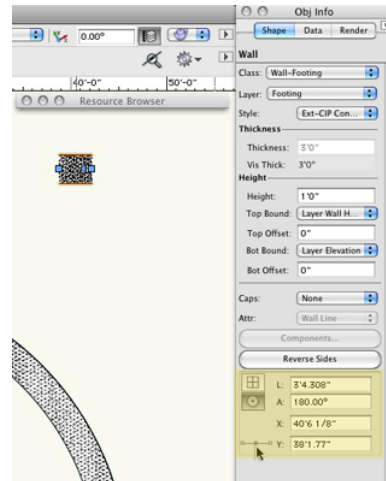 Obj Info
0.00°
Shape Data Render
Wall
40'-0" 50'-0"
Class: Wall-Footing
Resource Browser
Layer: Footing
Style: Ext-CIP Con...
Thickness
Thickness: 3'0"
Vis Thick: 3'0"
Height
Height: 1'0"
Top Bound: Layer Wall H...
Top Offset: 0"
Bot Bound: Layer Elevation
Bot Offset: 0"
Caps: None
Attr: Wall Line
Components...
Reverse Sides
L: 3'4.308"
A: 180.00°
X: 40'6 1/8"
Y: 38'1.77"